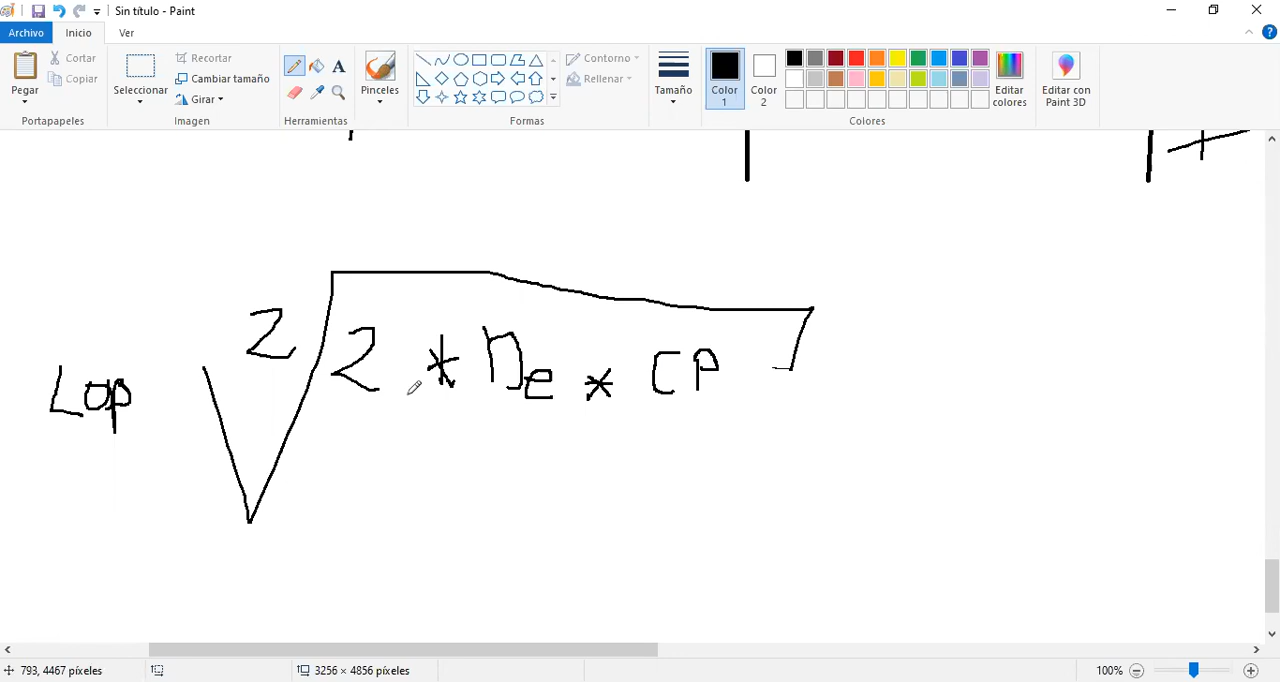 Sin título - Paint
Archivo Inicio Ver
Pegar
Cortar
Copiar
Portapapeles
Seleccionar
Recortar
Cambiar tamaño
Girar
Imagen
A
Herramientas
Pinceles
Contorno
Rellenar
Formas
Tamaño
Color 1
Color 2
Editar colores
Colores
Editar con Paint 3D
2
Lop 2 * ne * CP
793, 4467 píxeles 3256 × 4856 píxeles 100%